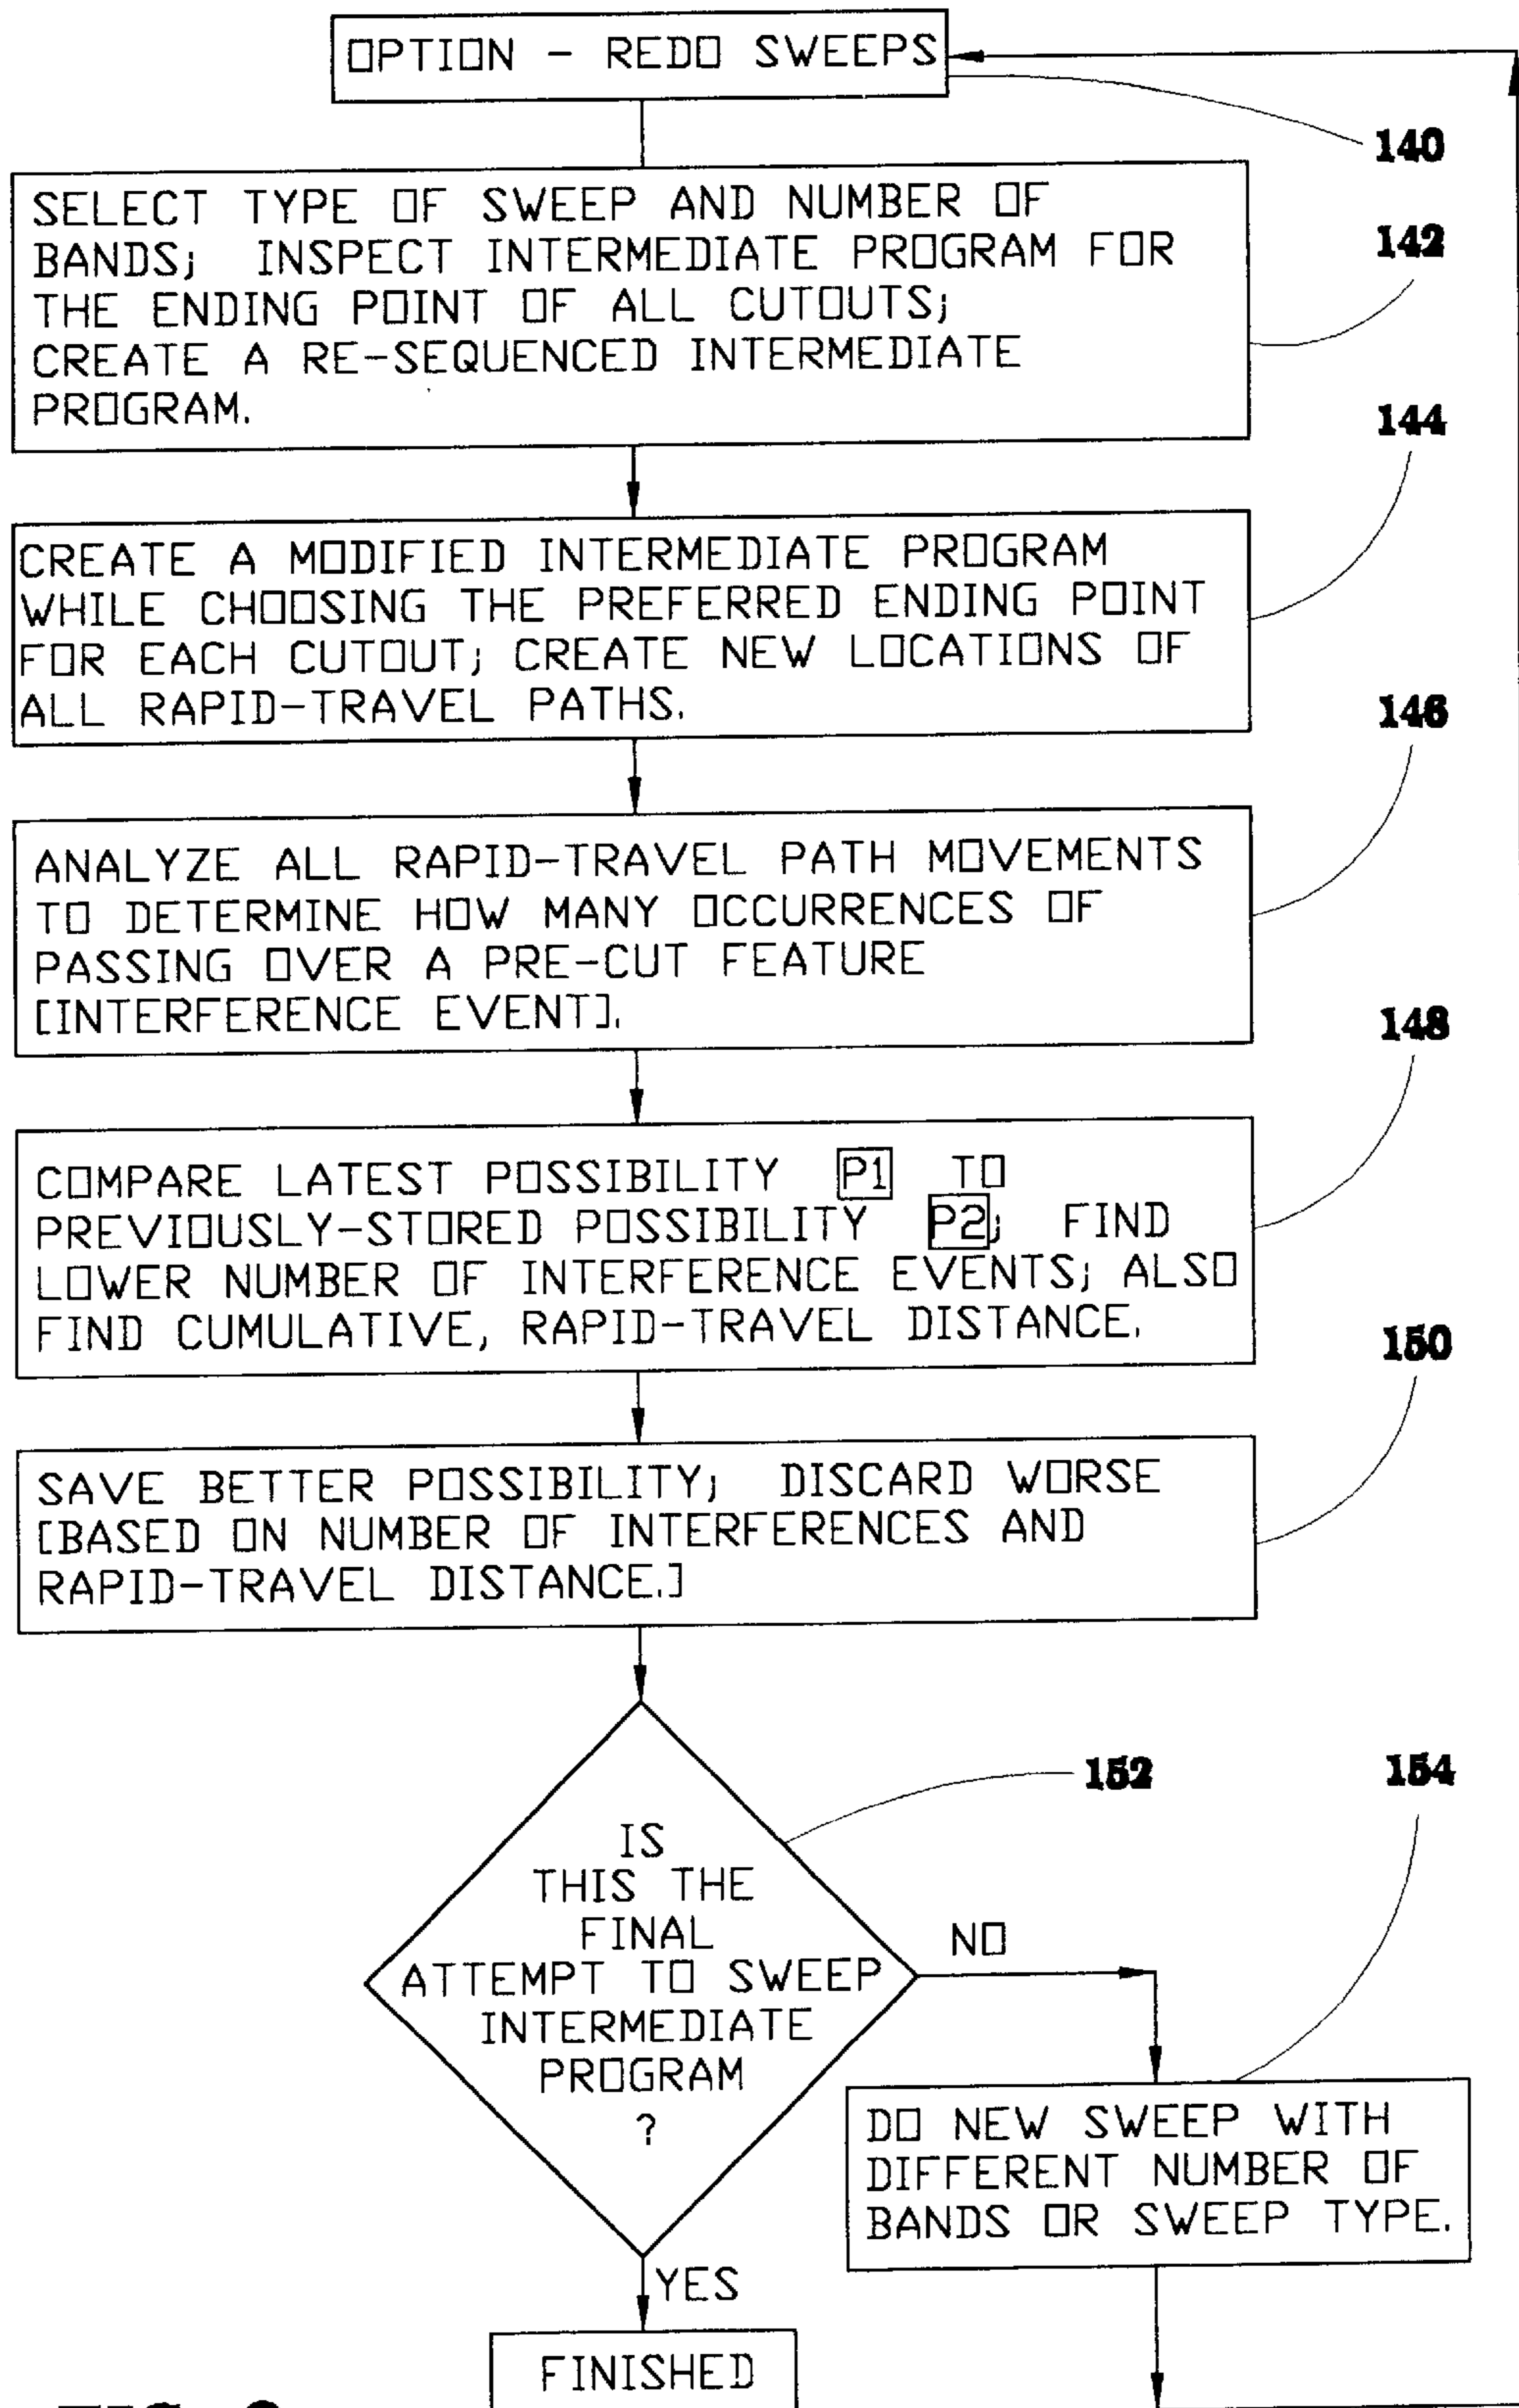 OPTION - REDO SWEEPS
140
SELECT TYPE OF SWEEP AND NUMBER OF
BANDS; INSPECT INTERMEDIATE PROGRAM FOR
THE ENDING POINT OF ALL CUTOUTS;
CREATE A RE-SEQUENCED INTERMEDIATE
PROGRAM.
142
CREATE A MODIFIED INTERMEDIATE PROGRAM
WHILE CHOOSING THE PREFERRED ENDING POINT
FOR EACH CUTOUT; CREATE NEW LOCATIONS OF
ALL RAPID-TRAVEL PATHS.
144
ANALYZE ALL RAPID-TRAVEL PATH MOVEMENTS
TO DETERMINE HOW MANY OCCURRENCES OF
PASSING OVER A PRE-CUT FEATURE
[INTERFERENCE EVENT].
146
COMPARE LATEST POSSIBILITY P1 TO
PREVIOUSLY-STORED POSSIBILITY P2; FIND
LOWER NUMBER OF INTERFERENCE EVENTS; ALSO
FIND CUMULATIVE, RAPID-TRAVEL DISTANCE.
148
SAVE BETTER POSSIBILITY; DISCARD WORSE
[BASED ON NUMBER OF INTERFERENCES AND
RAPID-TRAVEL DISTANCE.]
150
IS
THIS THE
FINAL
ATTEMPT TO SWEEP
INTERMEDIATE
PROGRAM
?
152
NO
154
DO NEW SWEEP WITH
DIFFERENT NUMBER OF
BANDS OR SWEEP TYPE.
YES
FINISHED